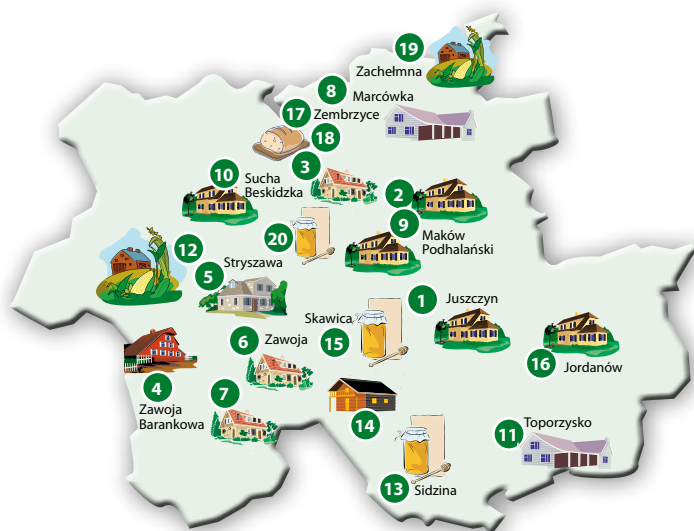 19
Zachełmna
8
Marcówka
17
Zembrzyce
18
3
10
Sucha
Beskidzka
2
9
Maków
Podhalański
20
12
Stryszawa
5
1
Juszczyn
Skawica
15
6
Zawoja
16
Jordanów
4
Zawoja
Barankowa
7
14
11
Toporzysko
13
Sidzina